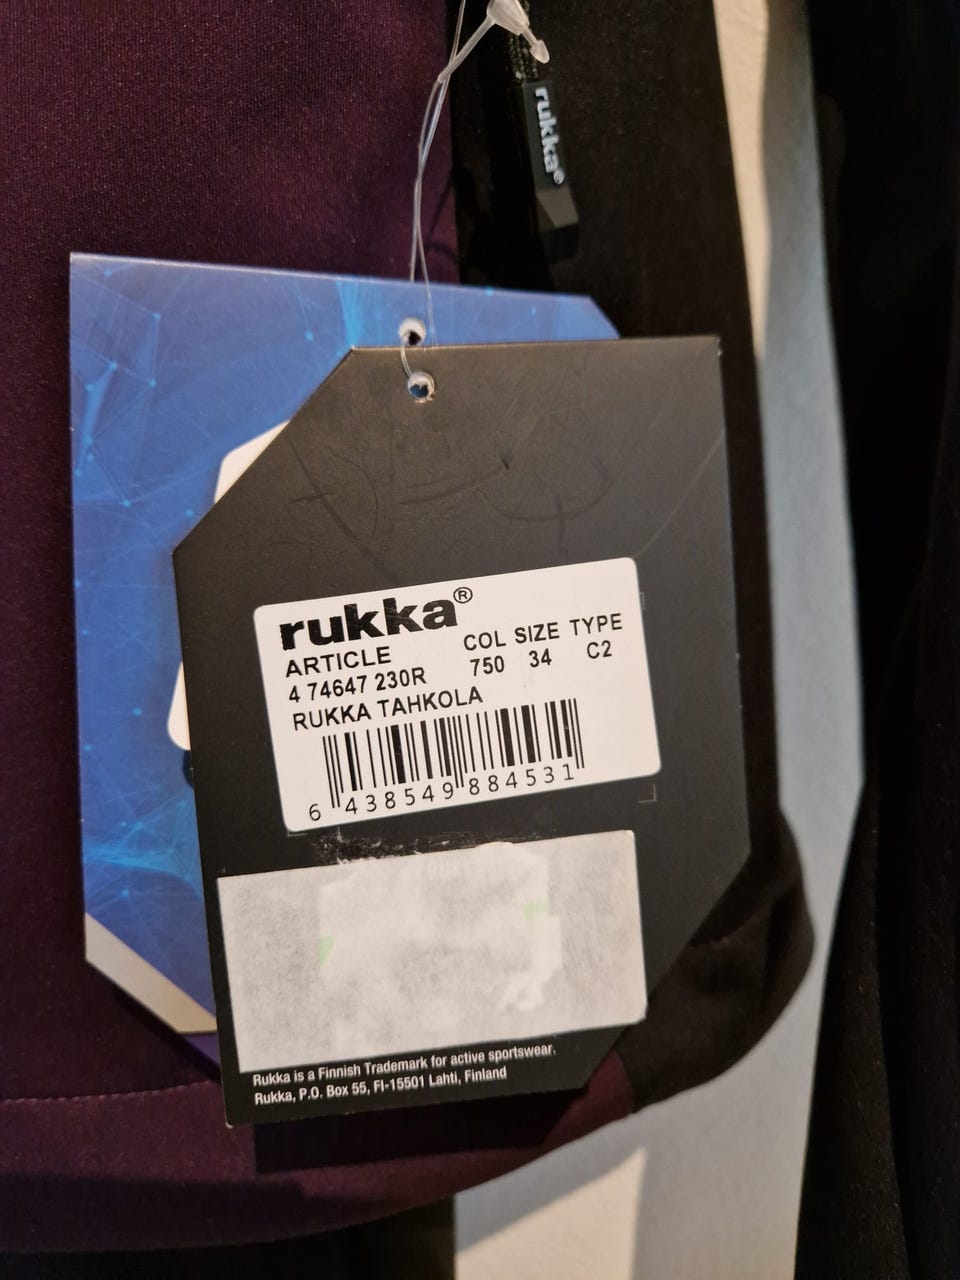 rukka®
rukka®
ARTICLE COL SIZE TYPE
4 74647 230R 750 34 C2
RUKKA TAHKOLA
6 438549 884531
Rukka is a Finnish Trademark for active sportswear.
Rukka, P.O. Box 55, FI-15501 Lahti, Finland